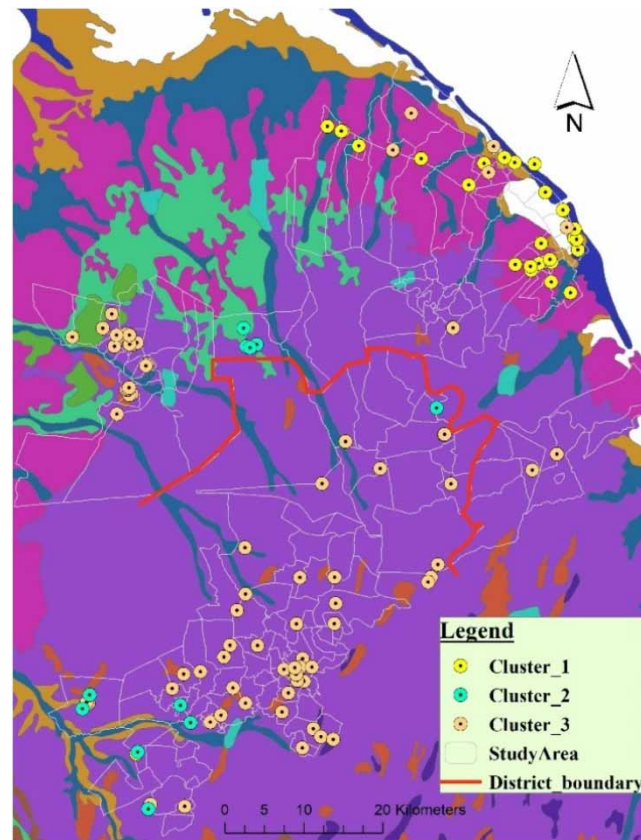 N
Legend
Cluster_1
Cluster_2
Cluster_3
StudyArea
District_boundary
0 5 10 20 Kilometers